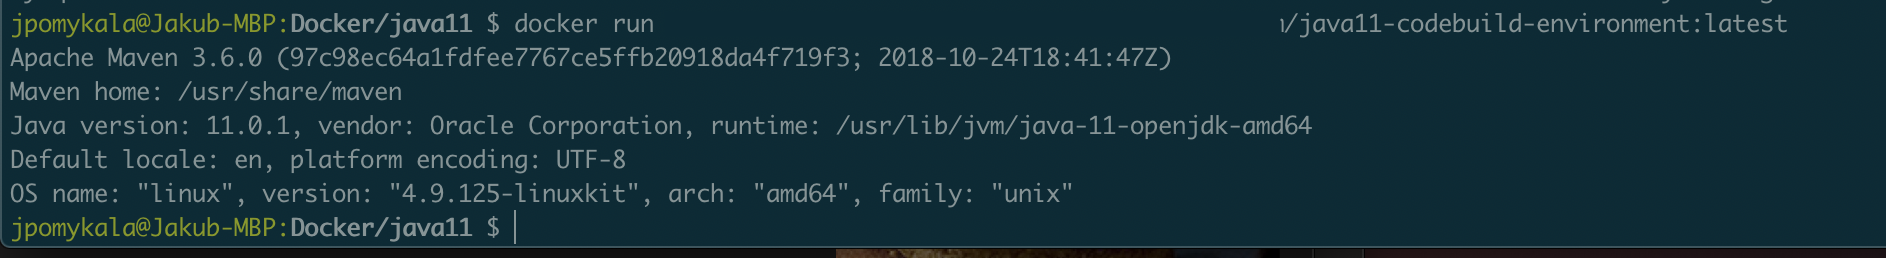 jpomykala@Jakub-MBP:Docker/java11 $ docker run /java11-codebuild-environment:latest
Apache Maven 3.6.0 (97c98ec64a1fdfee7767ce5ffb20918da4f719f3; 2018-10-24T18:41:47Z)
Maven home: /usr/share/maven
Java version: 11.0.1, vendor: Oracle Corporation, runtime: /usr/lib/jvm/java-11-openjdk-amd64
Default locale: en, platform encoding: UTF-8
OS name: "linux", version: "4.9.125-linuxkit", arch: "amd64", family: "unix"
jpomykala@Jakub-MBP:Docker/java11 $